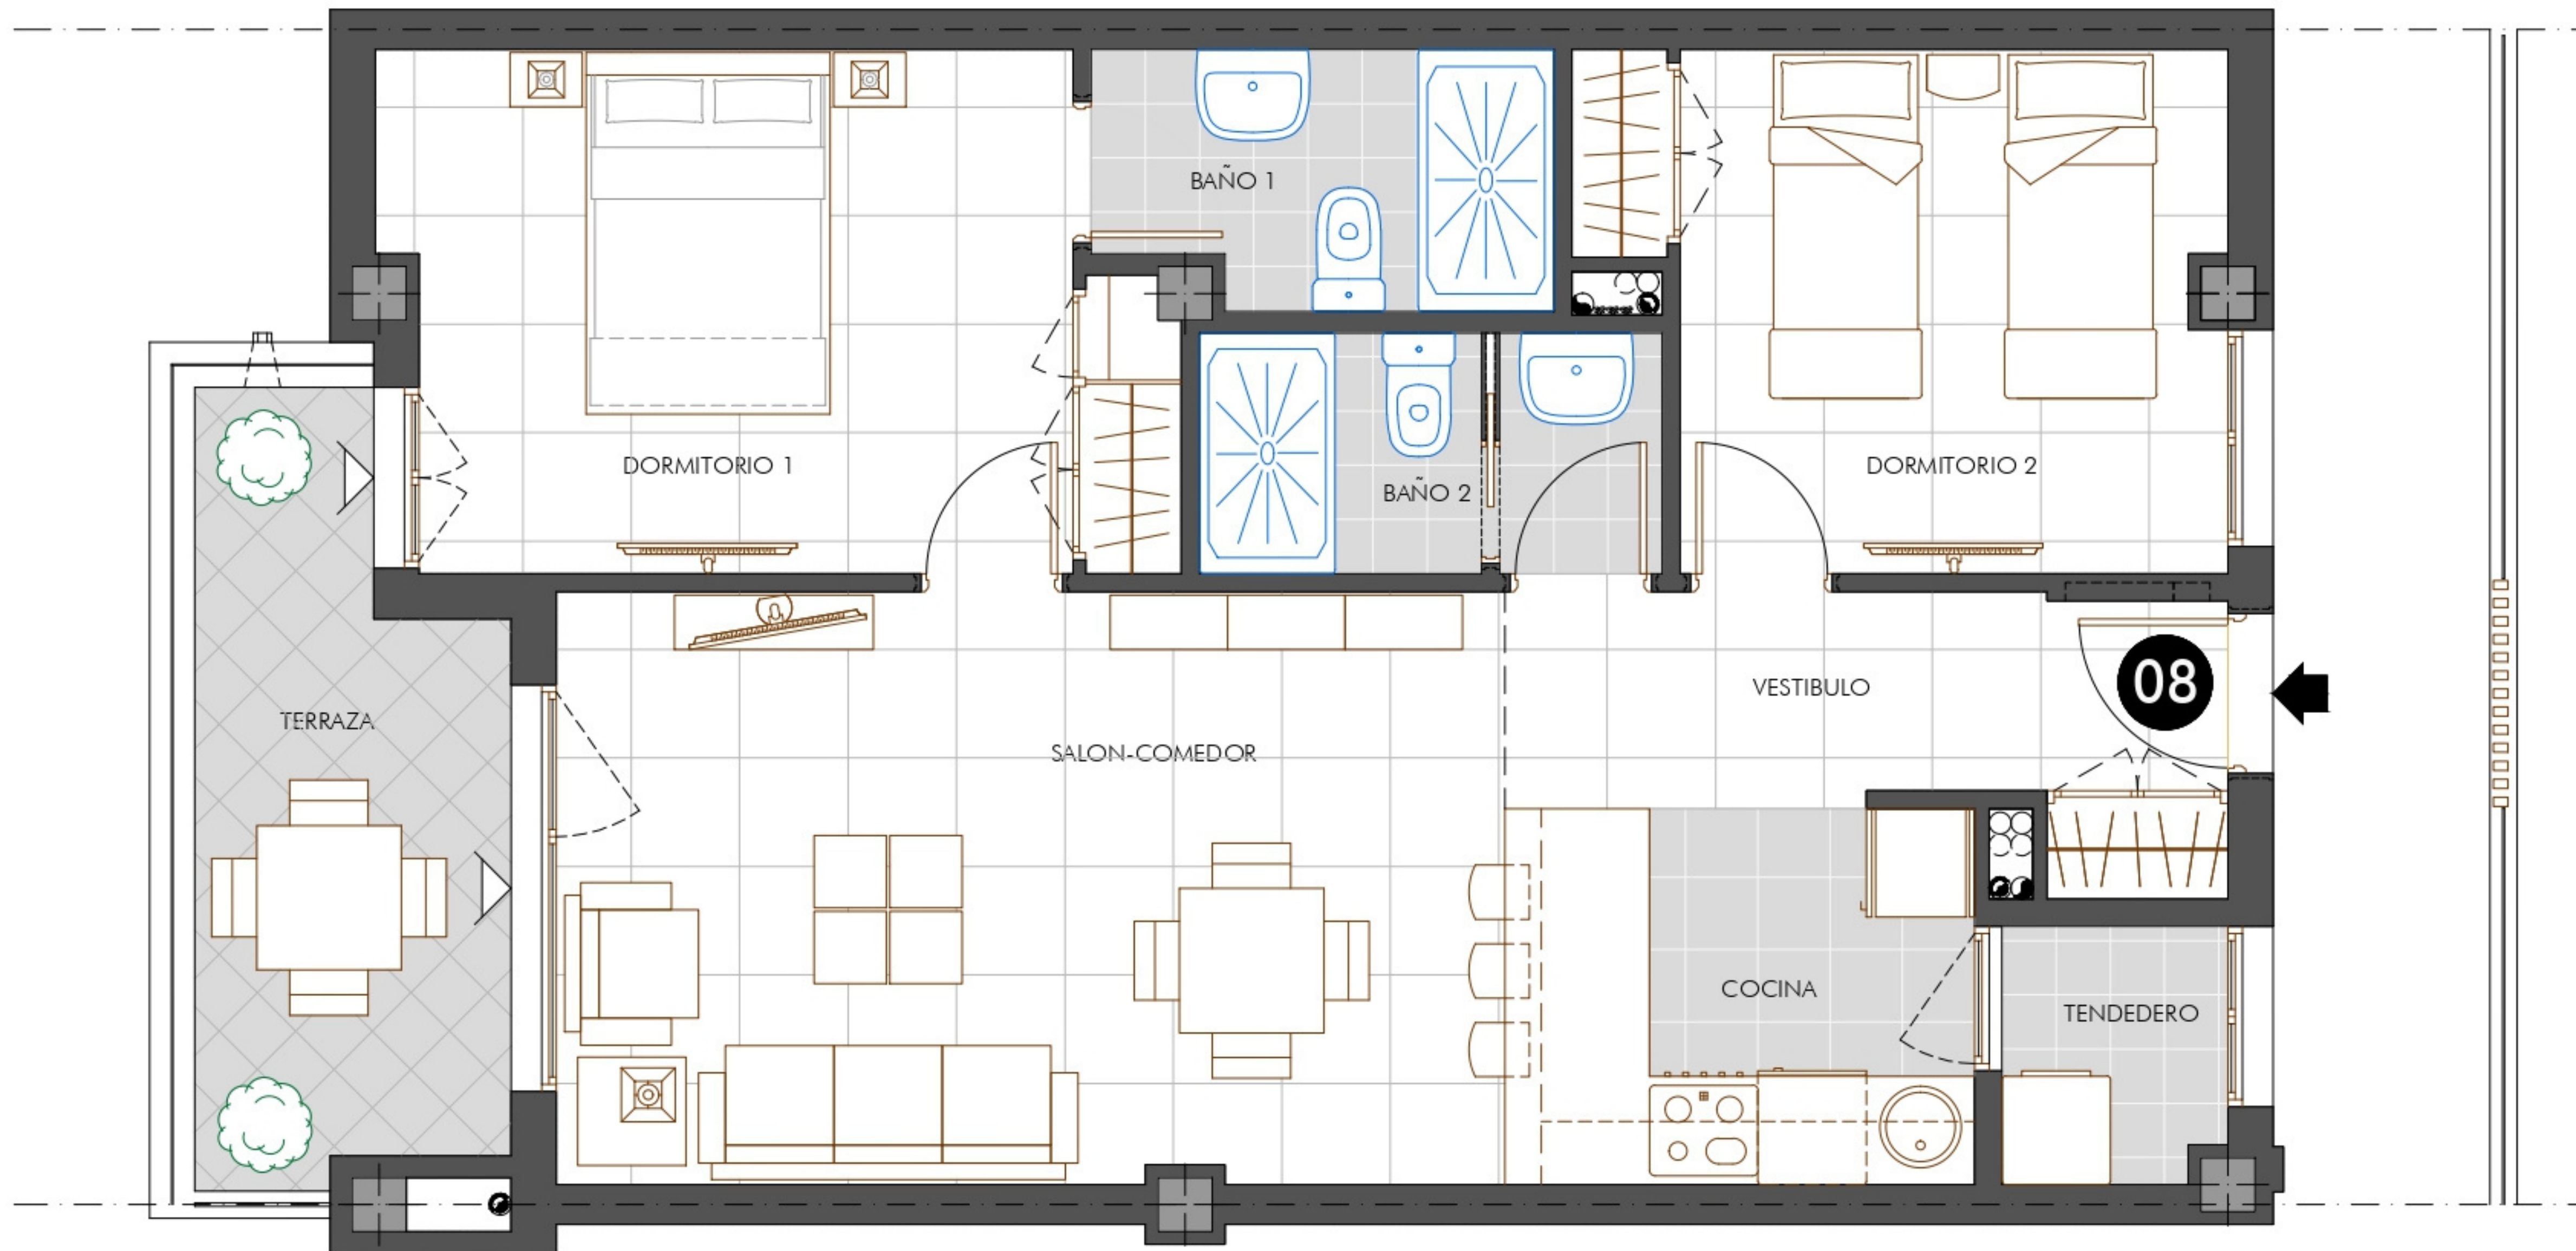 BAÑO 1
DORMITORIO 1
BAÑO 2
DORMITORIO 2
TERRAZA
SALON-COMEDOR
VESTIBULO
08
COCINA
TENDEDERO